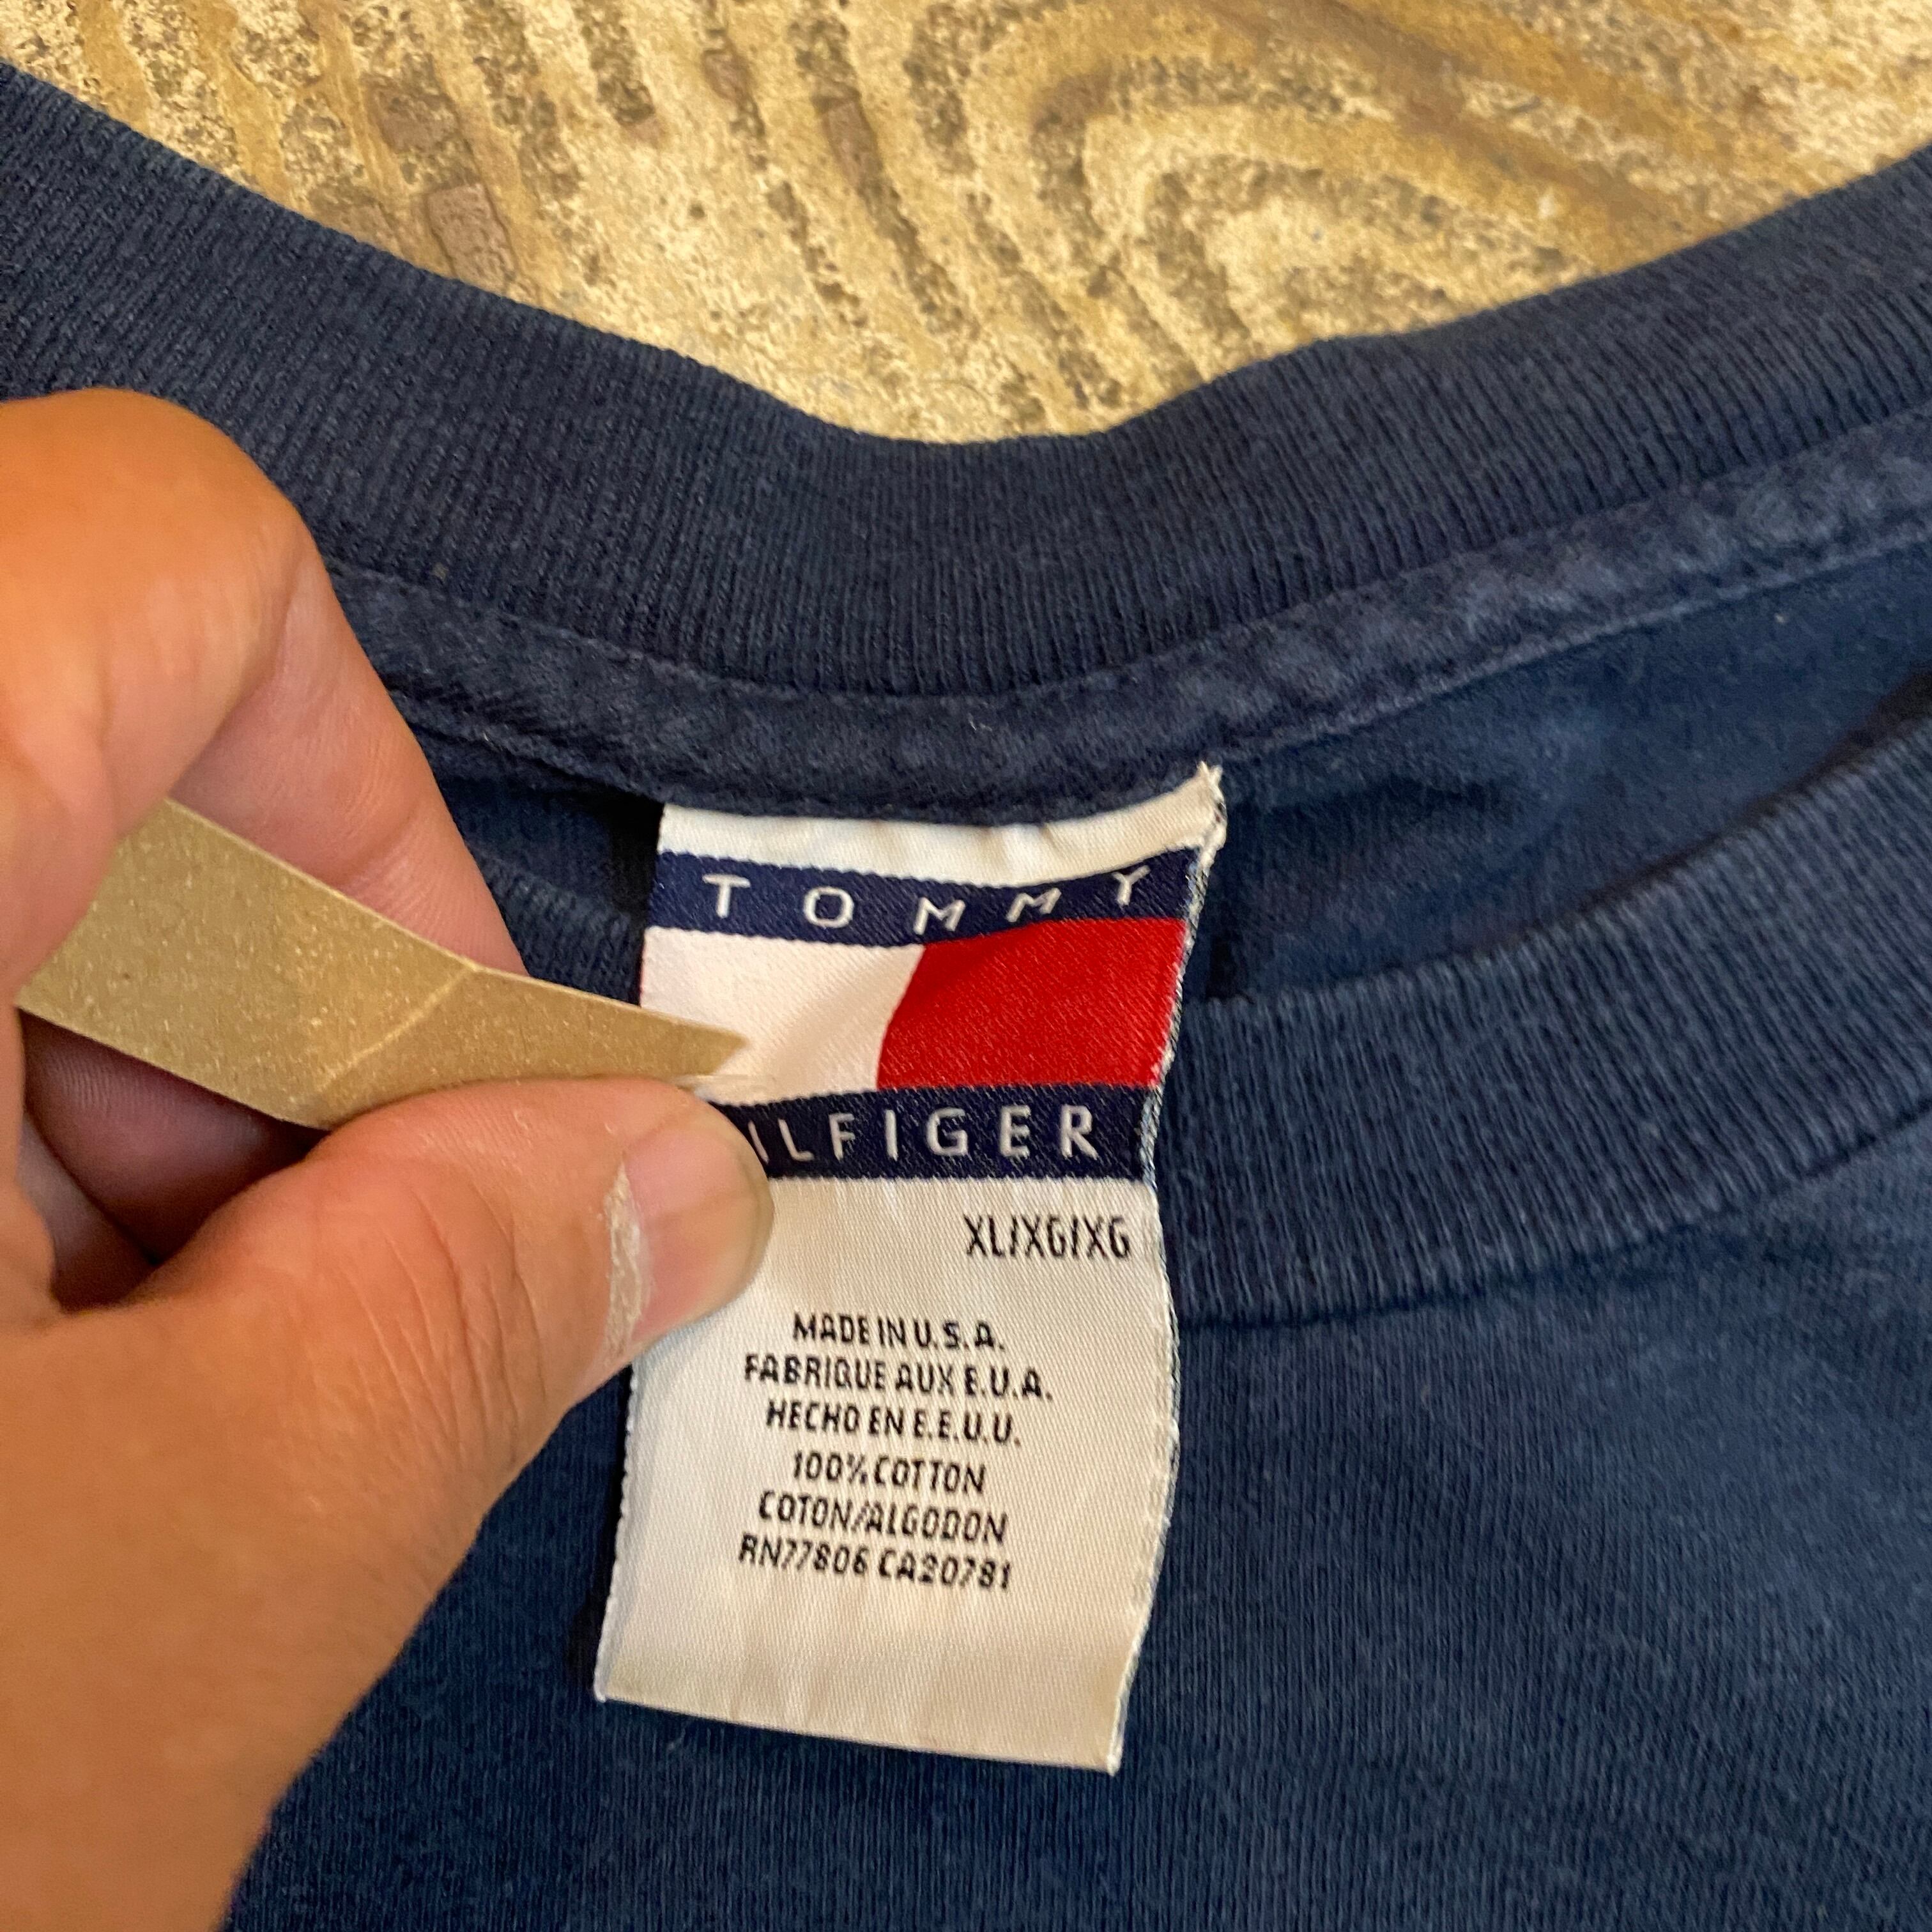 TOMMY
ILFIGER
XL/XG/XG
MADE IN U.S.A.
FABRIQUE AUX E.U.A.
HECHO EN E.E.U.U.
100% COTTON
COTON/ALGODON
RN77806 CA20781